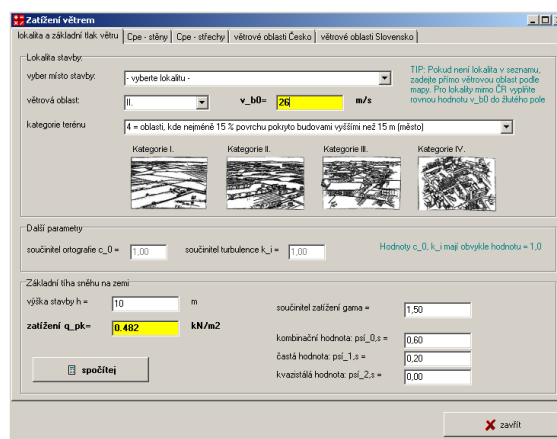 Zatížení větrem
lokalita a základní tlak větru Cpe - stěny Cpe - střechy větrové oblasti Česko větrové oblasti Slovensko
Lokalita stavby:
vyber místo stavby: - vyberte lokalitu -
TIP: Pokud není lokalita v seznamu,
zadejte přímo větrovou oblast podle
mapy. Pro lokality mimo ČR vyplňte
rovnou hodnotu v_b0 do žlutého pole
větrová oblast: II. v_b0= 26 m/s
kategorie terénu 4 = oblasti, kde nejméně 15 % povrchu pokryto budovami vyššími než 15 m (město)
Kategorie I. Kategorie II. Kategorie III. Kategorie IV.
Další parametry
součinitel ortografie c_0 = 1,00 součinitel turbulence k_i = 1,00 Hodnoty c_0, k_i mají obvykle hodnotu = 1,0
Základní tíha sněhu na zemi
výška stavby h = 10 m
součinitel zatížení gama = 1,50
zatížení q_pk= 0.482 kN/m2
kombinační hodnota: psí_0,s = 0,60
častá hodnota: psí_1,s = 0,20
kvazistálá hodnota: psí_2,s = 0,00
spočítej
zavřít